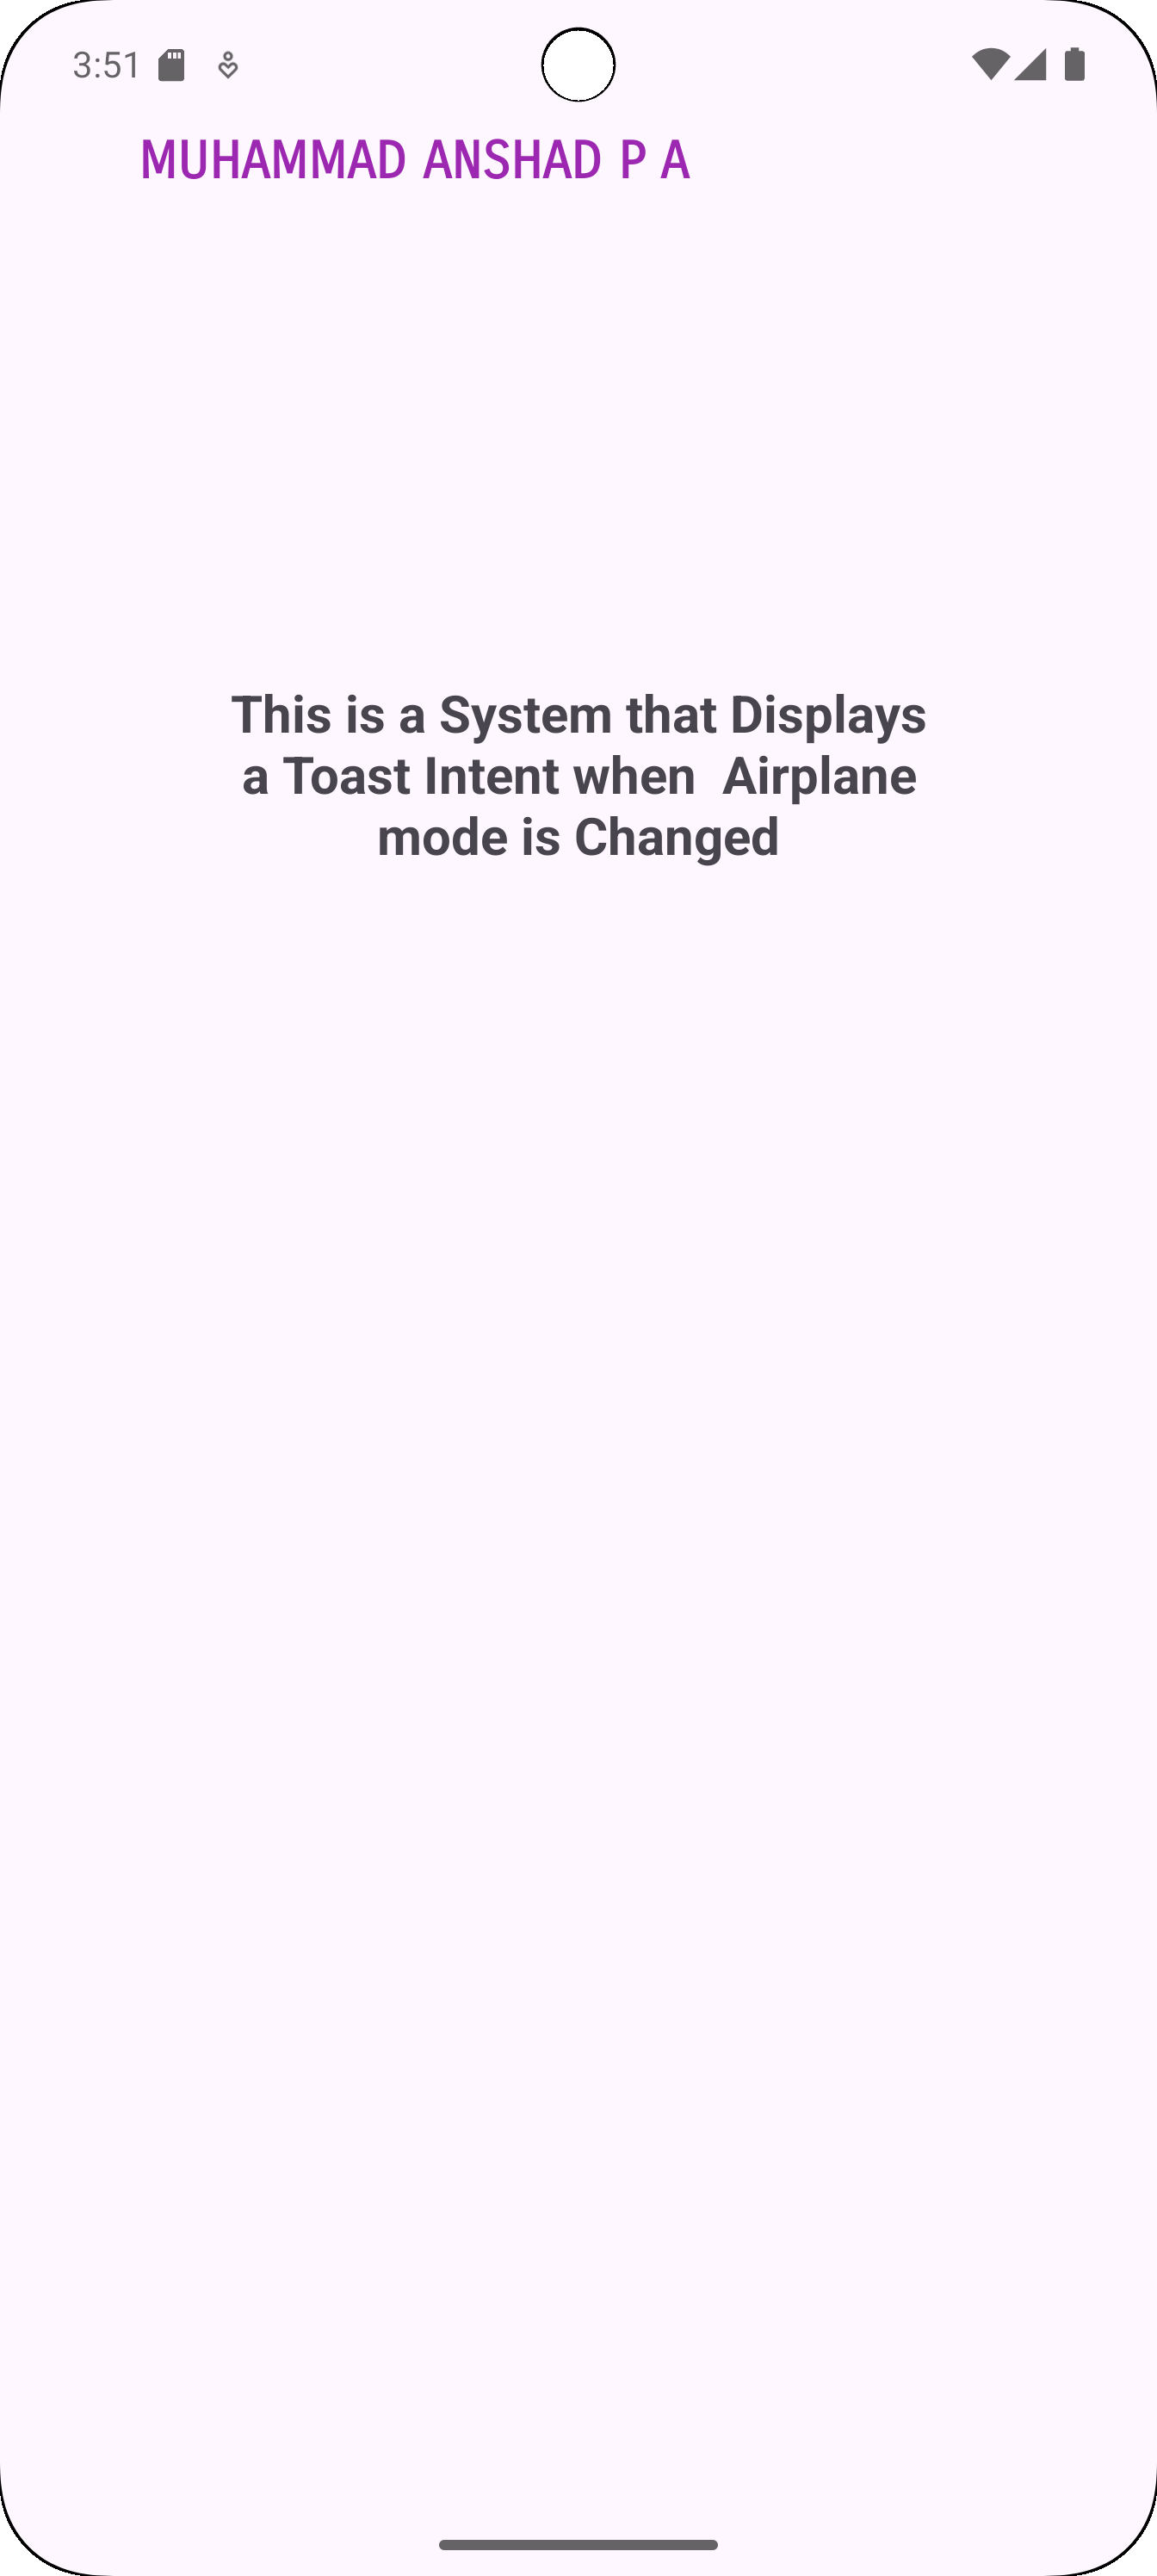 3:51
MUHAMMAD ANSHAD P A
This is a System that Displays
a Toast Intent when  Airplane
mode is Changed